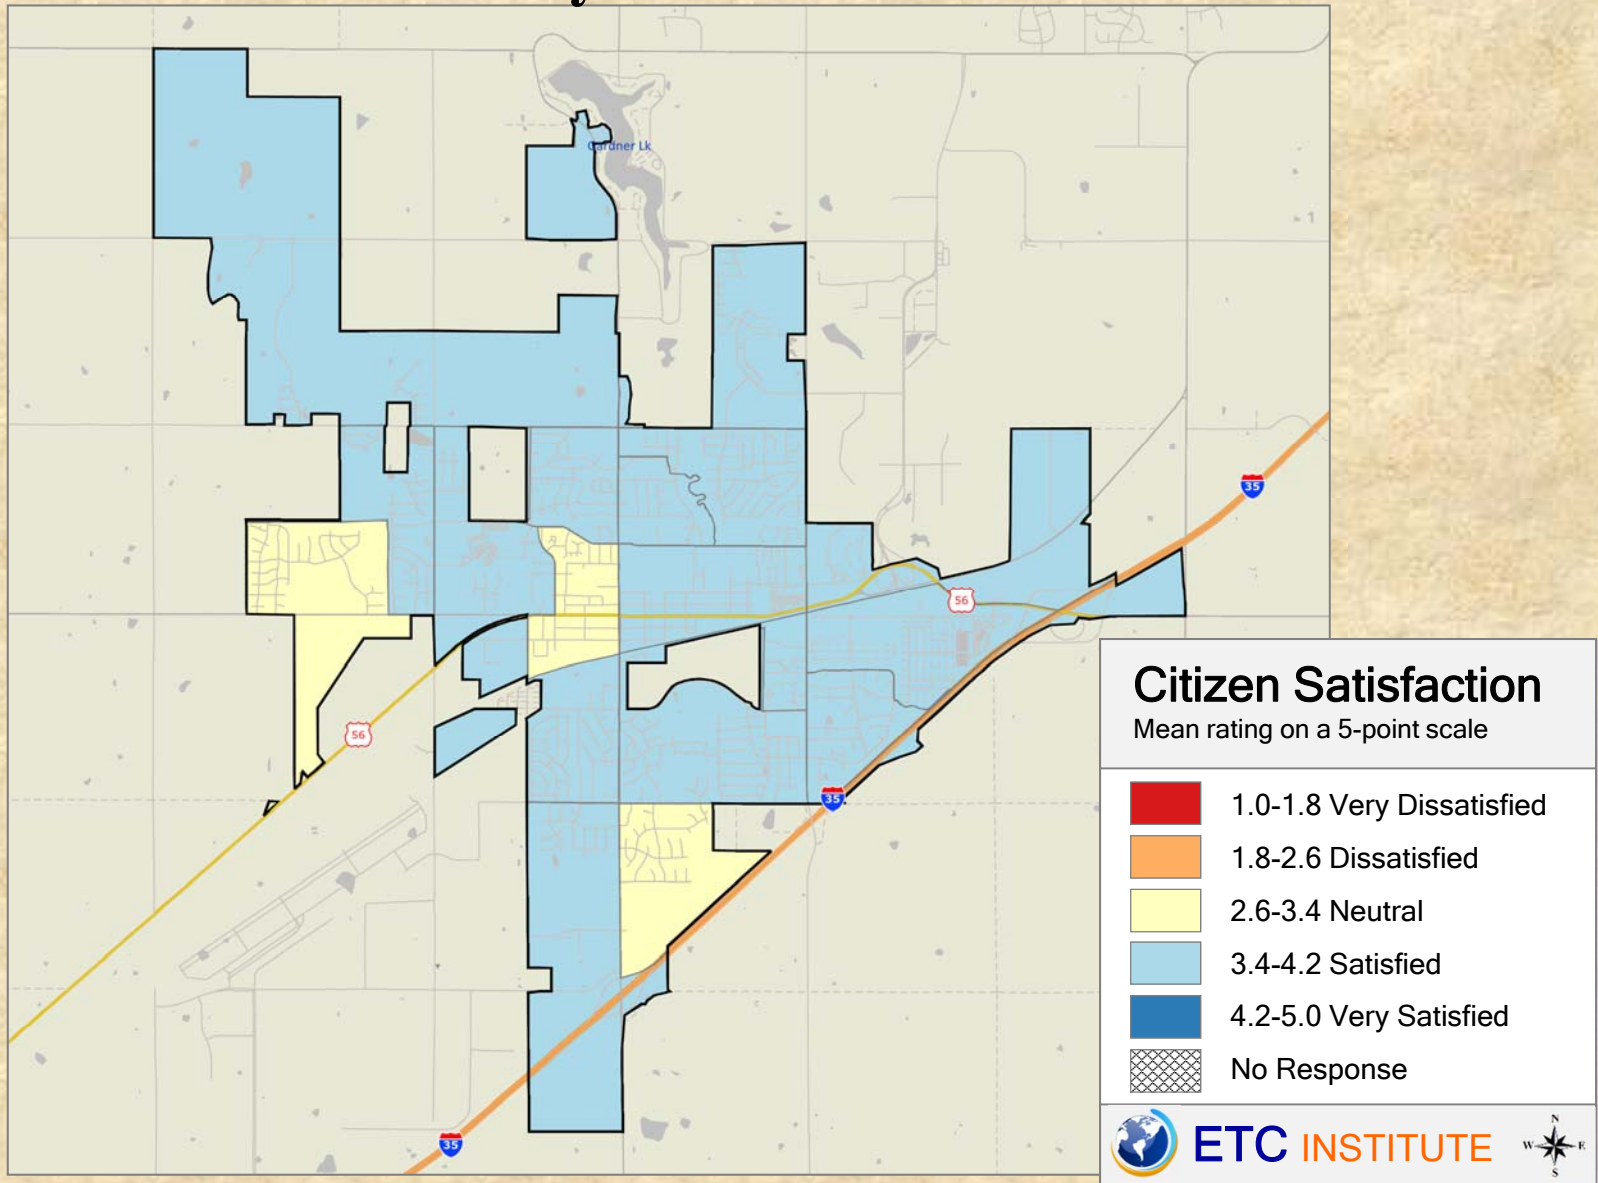 Gardner Lk
35
56
56
35
35
Citizen Satisfaction
Mean rating on a 5-point scale
1.0-1.8 Very Dissatisfied
1.8-2.6 Dissatisfied
2.6-3.4 Neutral
3.4-4.2 Satisfied
4.2-5.0 Very Satisfied
No Response
ETC INSTITUTE
N
W E
S